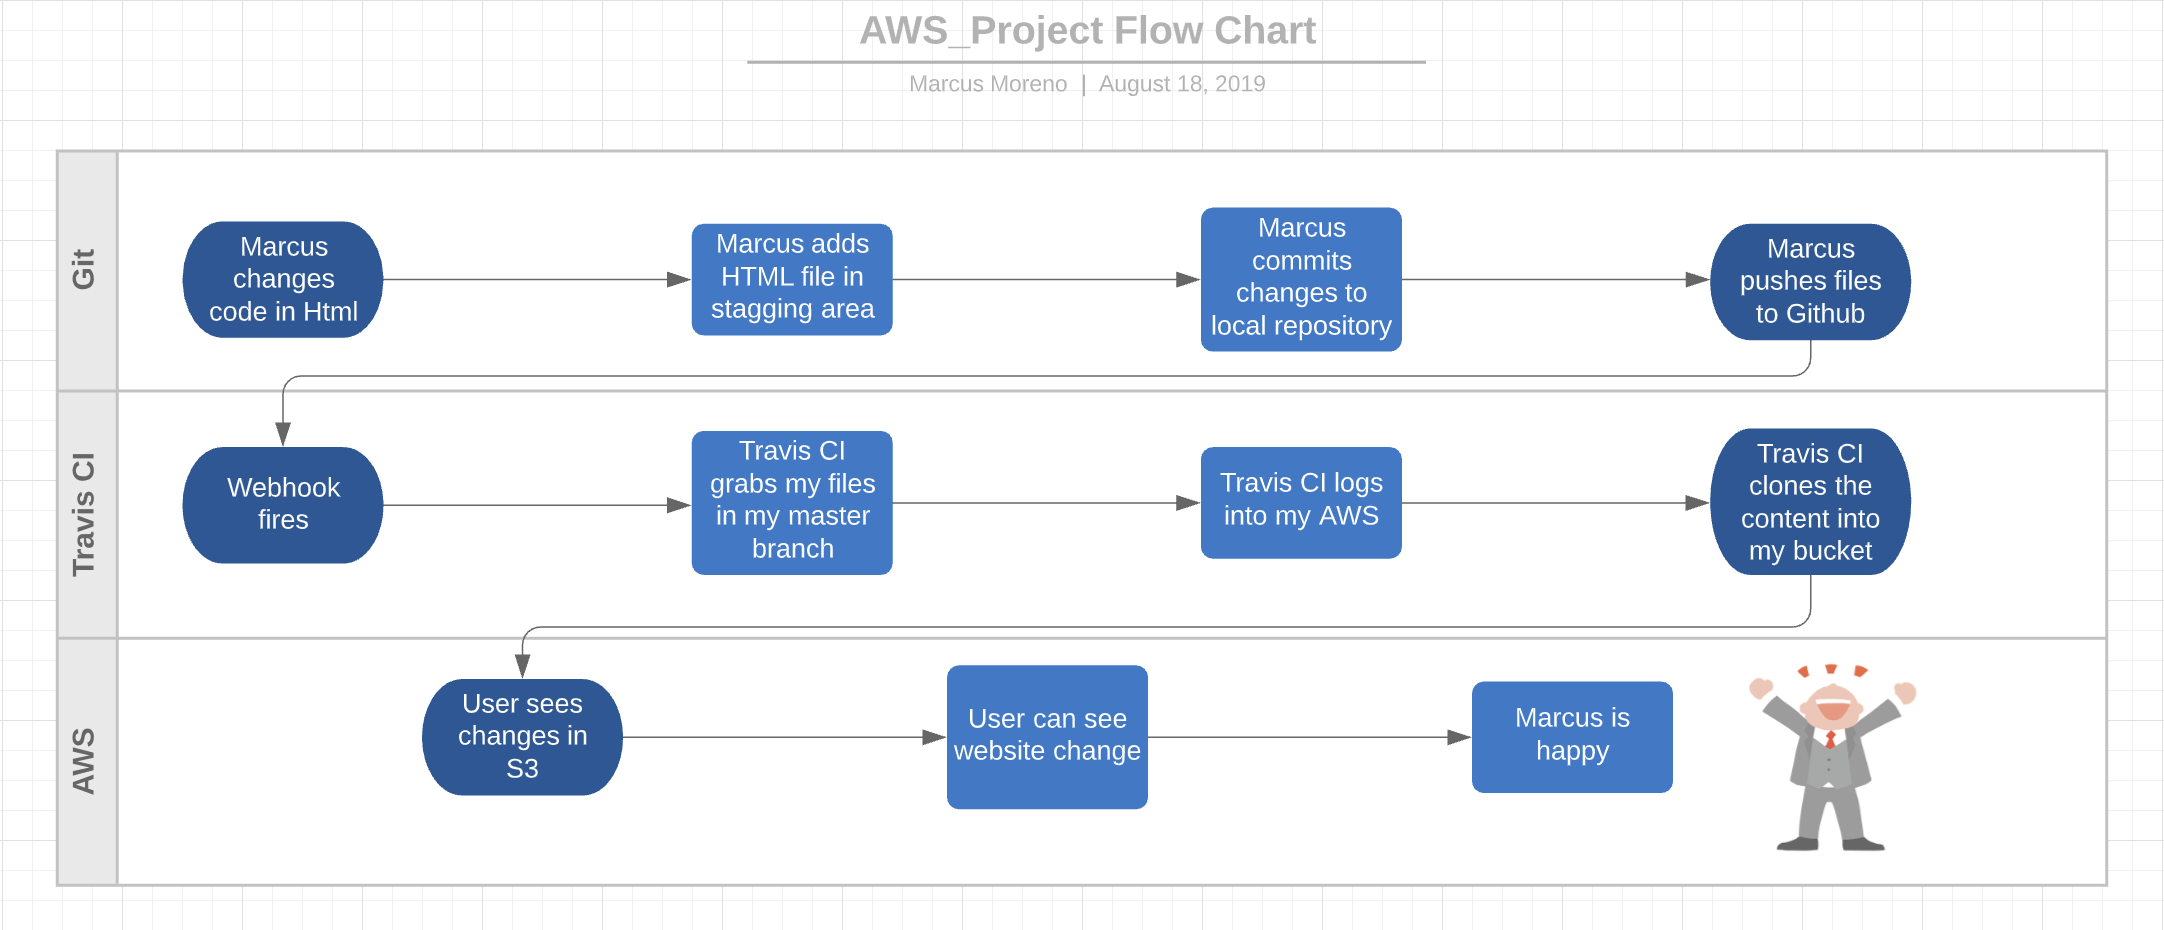 AWS_Project Flow Chart
Marcus Moreno | August 18, 2019
Git
Marcus
changes
code in Html
Marcus adds
HTML file in
stagging area
Marcus
commits
changes to
local repository
Marcus
pushes files
to Github
Travis CI
Webhook
fires
Travis CI
grabs my files
in my master
branch
Travis CI logs
into my AWS
Travis CI
clones the
content into
my bucket
AWS
User sees
changes in
S3
User can see
website change
Marcus is
happy